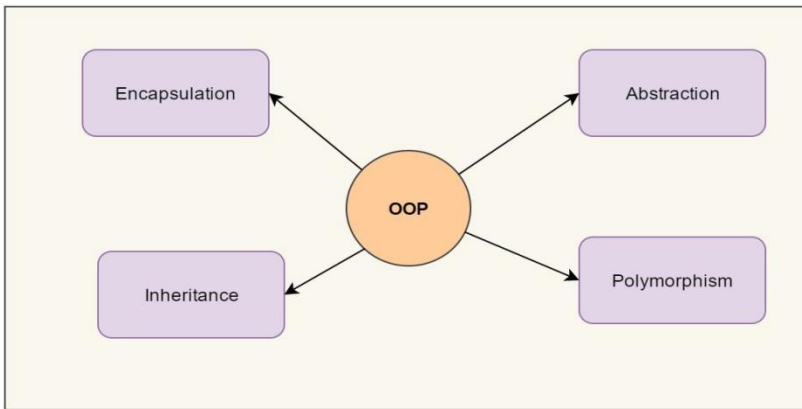 Encapsulation
Abstraction
OOP
Inheritance
Polymorphism